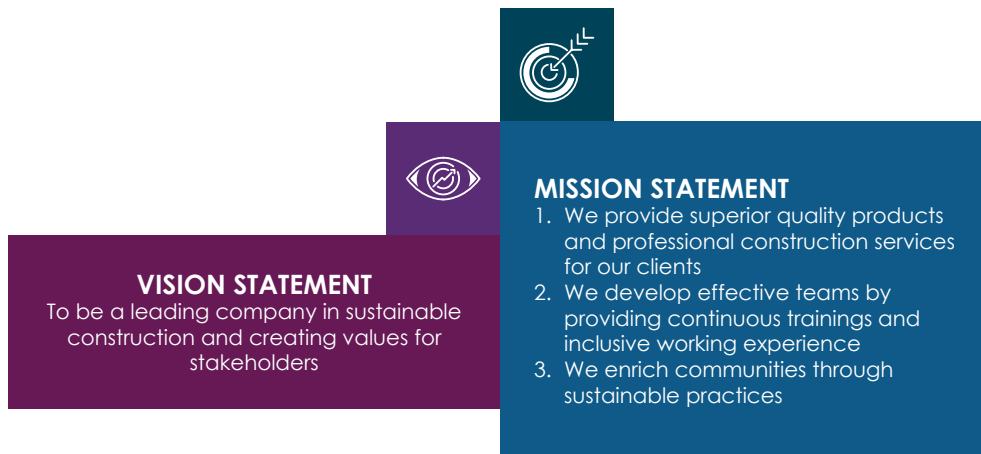 VISION STATEMENT
To be a leading company in sustainable
construction and creating values for
stakeholders
MISSION STATEMENT
1. We provide superior quality products
and professional construction services
for our clients
2. We develop effective teams by
providing continuous trainings and
inclusive working experience
3. We enrich communities through
sustainable practices